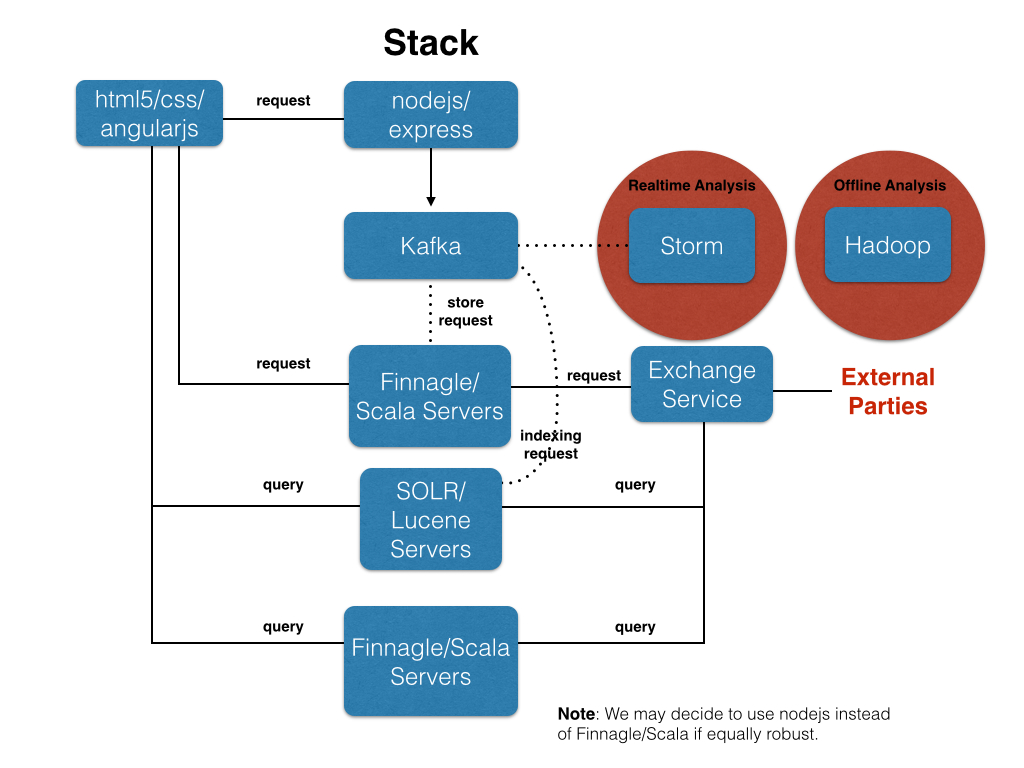 Stack
html5/css/
angularjs
request
nodejs/
express
Realtime Analysis
Offline Analysis
Kafka
Storm
Hadoop
store
request
request
Finnagle/
Scala Servers
request
Exchange
Service
External
Parties
indexing
request
query
SOLR/
Lucene
Servers
query
query
Finnagle/Scala
Servers
query
Note: We may decide to use nodejs instead
of Finnagle/Scala if equally robust.